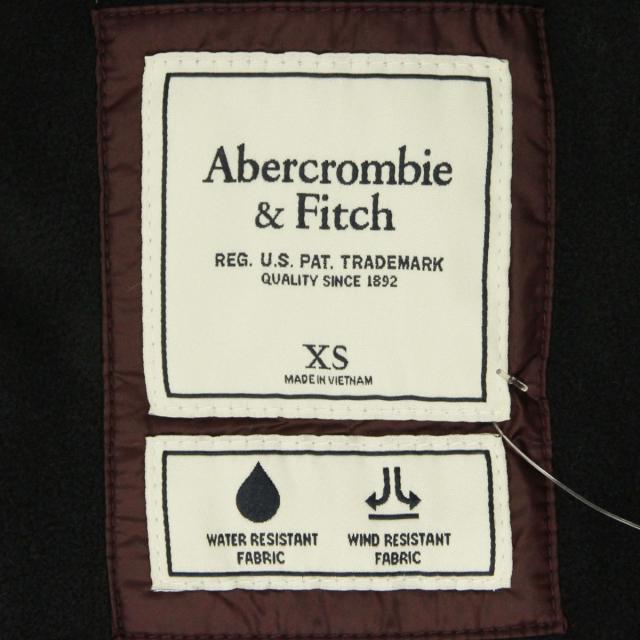 Abercrombie
& Fitch
REG. U.S. PAT. TRADEMARK
QUALITY SINCE 1892
XS
MADE IN VIETNAM
WATER RESISTANT
FABRIC
WIND RESISTANT
FABRIC